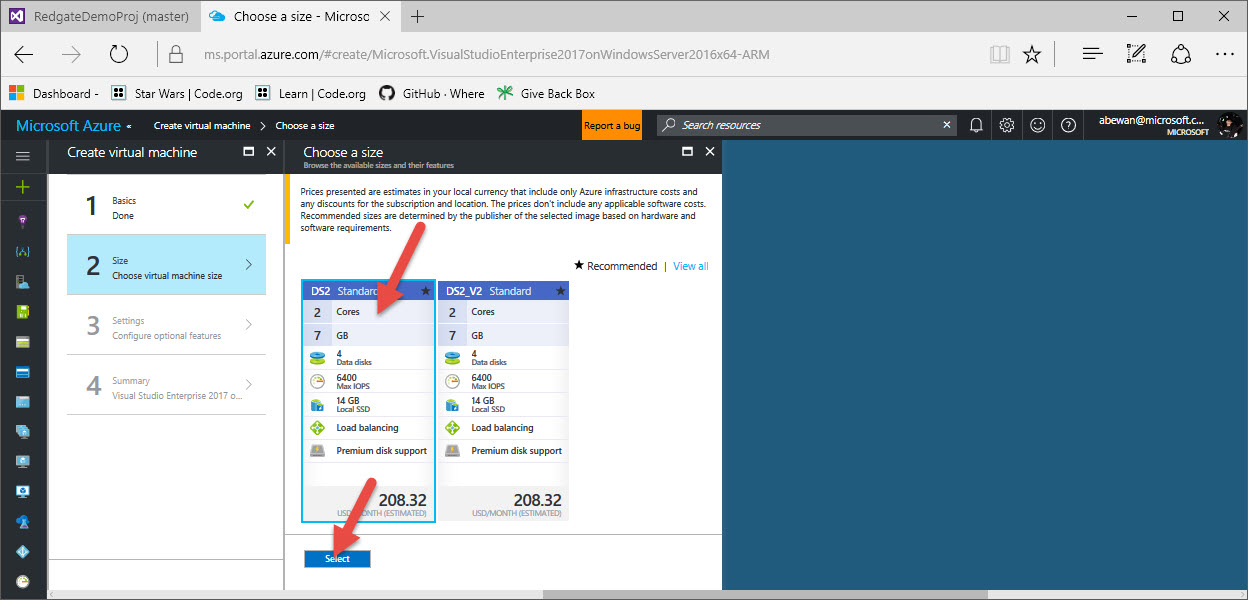 RedgateDemoProj (master)
Choose a size - Microsoc
ms.portal.azure.com/#create/Microsoft.VisualStudioEnterprise2017onWindowsServer2016x64-ARM
Dashboard -
Star Wars | Code.org
Learn | Code.org
GitHub · Where
Give Back Box
Microsoft Azure «
Create virtual machine > Choose a size
Report a bug
Search resources
abewan@microsoft.c...
MICROSOFT
Create virtual machine
1
Basics
Done
2
Size
Choose virtual machine size
3
Settings
Configure optional features
4
Summary
Visual Studio Enterprise 2017 o...
Choose a size
Browse the available sizes and their features
Prices presented are estimates in your local currency that include only Azure infrastructure costs and
any discounts for the subscription and location. The prices don't include any applicable software costs.
Recommended sizes are determined by the publisher of the selected image based on hardware and
software requirements.
★ Recommended | View all
DS2 Standard ★
2 Cores
7 GB
4
Data disks
6400
Max IOPS
14 GB
Local SSD
Load balancing
Premium disk support
208.32
USD/MONTH (ESTIMATED)
DS2_V2 Standard ★
2 Cores
7 GB
4
Data disks
6400
Max IOPS
14 GB
Local SSD
Load balancing
Premium disk support
208.32
USD/MONTH (ESTIMATED)
Select